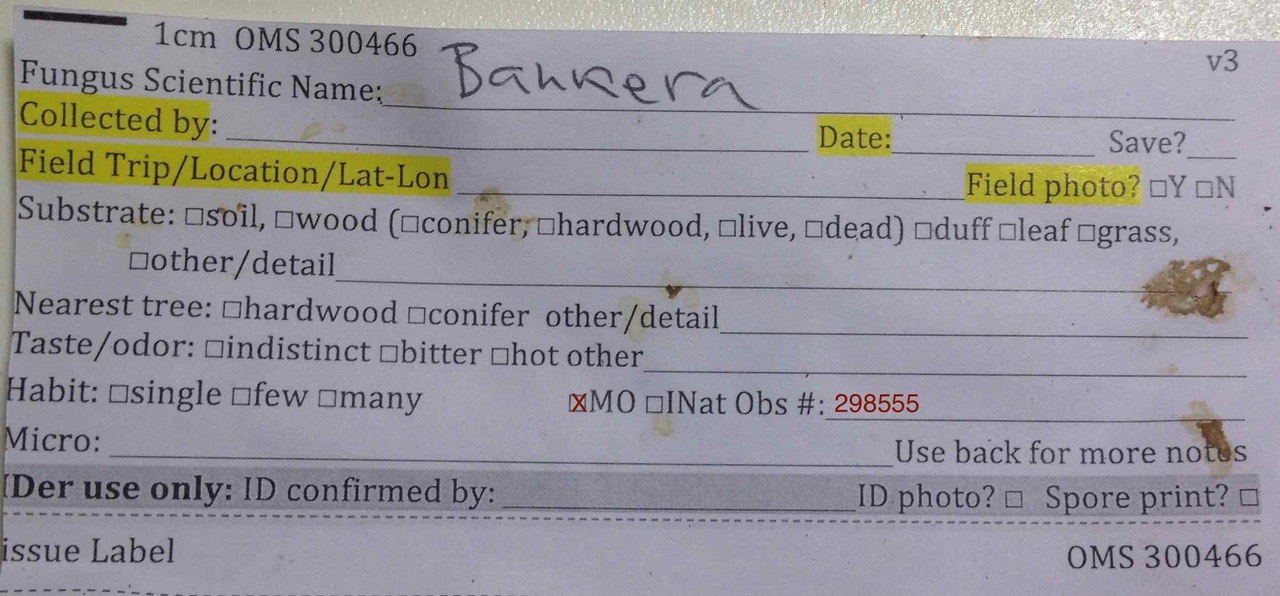 1cm OMS 300466
v3
Fungus Scientific Name: Bankera
Collected by: Date: Save?
Field Trip/Location/Lat-Lon Field photo? □Y □N
Substrate: □soil, □wood (□conifer, □hardwood, □live, □dead) □duff □leaf □grass,
□other/detail
Nearest tree: □hardwood □conifer other/detail
Taste/odor: □indistinct □bitter □hot other
Habit: □single □few □many ☒MO □INat Obs #: 298555
Micro: Use back for more notes
IDer use only: ID confirmed by: ID photo? □ Spore print? □
issue Label OMS 300466